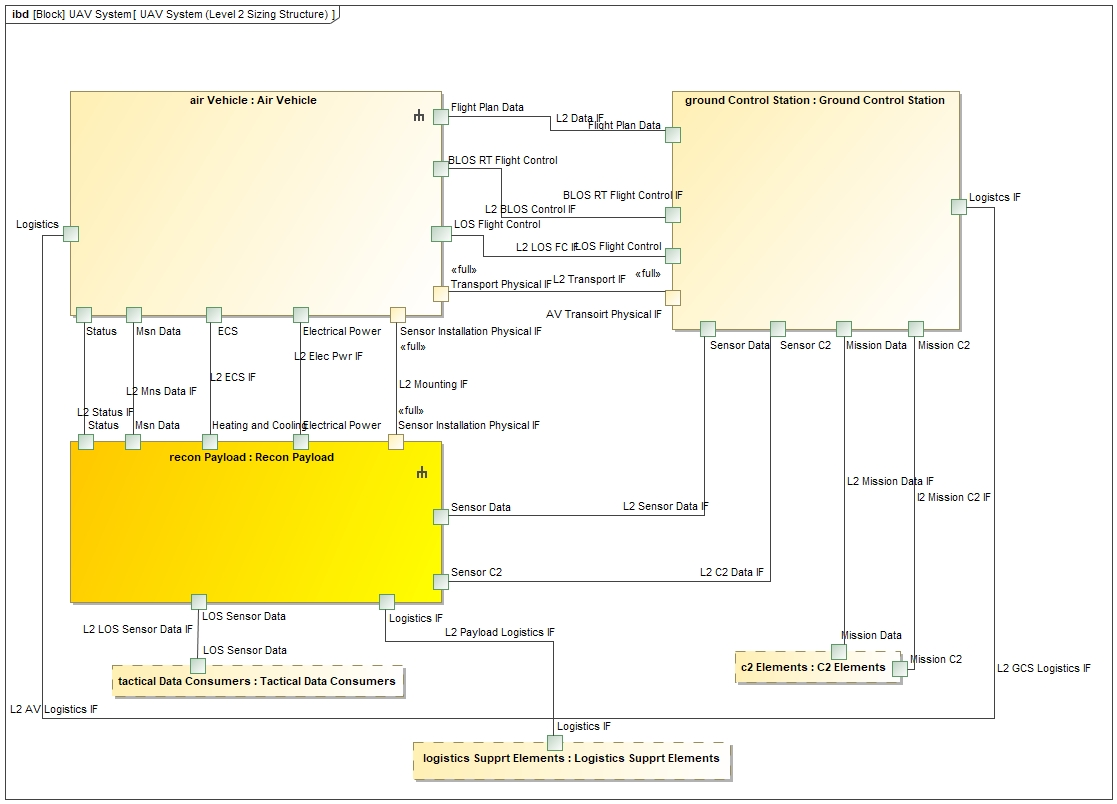 ibd [Block] UAV System[ UAV System (Level 2 Sizing Structure) ]
air Vehicle : Air Vehicle
ground Control Station : Ground Control Station
Flight Plan Data
L2 Data IF
Flight Plan Data
BLOS RT Flight Control
BLOS RT Flight Control IF
L2 BLOS Control IF
Logistcs IF
Logistics
LOS Flight Control
L2 LOS FC IF
LOS Flight Control
«full»
«full»
Transport Physical IF
L2 Transport IF
AV Transoirt Physical IF
Status
Msn Data
ECS
Electrical Power
Sensor Installation Physical IF
«full»
Sensor Data
Sensor C2
Mission Data
Mission C2
L2 Elec Pwr IF
L2 ECS IF
L2 Mounting IF
L2 Mns Data IF
L2 Status IF
«full»
Status
Msn Data
Heating and Cooling
Electrical Power
Sensor Installation Physical IF
recon Payload : Recon Payload
L2 Mission Data IF
l2 Mission C2 IF
Sensor Data
L2 Sensor Data IF
Sensor C2
L2 C2 Data IF
LOS Sensor Data
Logistics IF
L2 LOS Sensor Data IF
L2 Payload Logistics IF
Mission Data
LOS Sensor Data
Mission C2
c2 Elements : C2 Elements
L2 GCS Logistics IF
tactical Data Consumers : Tactical Data Consumers
L2 AV Logistics IF
Logistics IF
logistics Supprt Elements : Logistics Supprt Elements